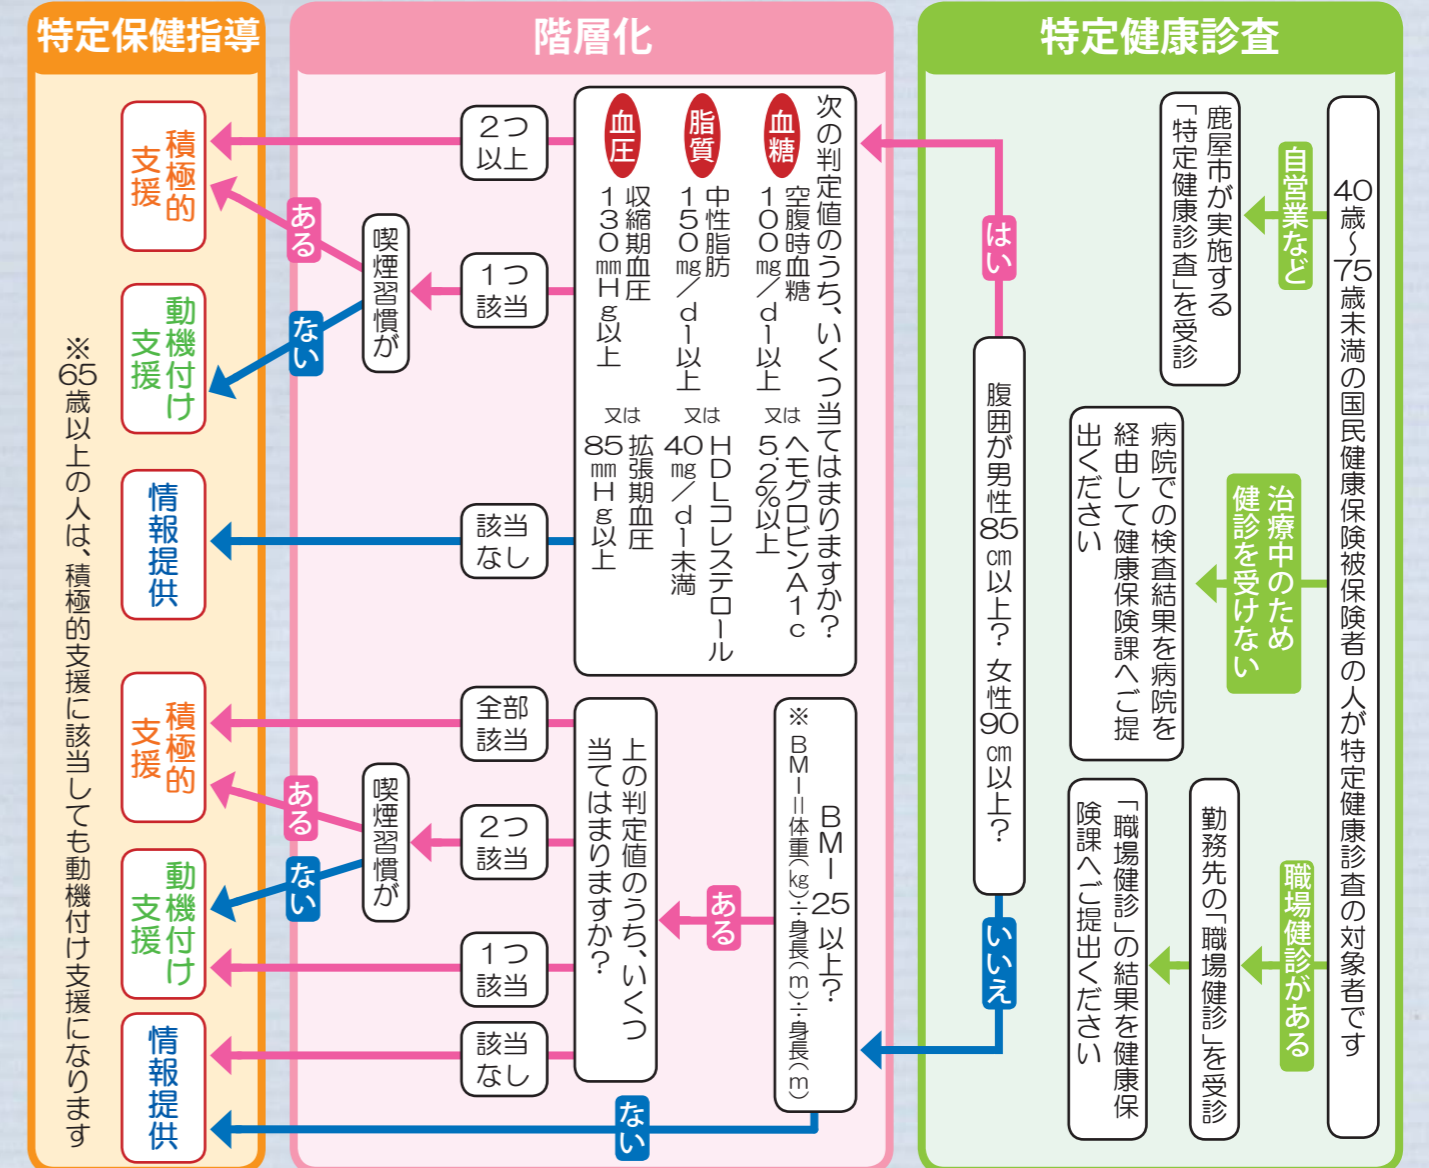 特定健康診査
40歳〜75歳未満の国民健康保険被保険者の人が特定健康診査の対象者です
自営業など
鹿屋市が実施する
「特定健康診査」を受診
治療中のため
健診を受けない
病院での検査結果を病院を
経由して健康保険課へご提
出ください
職場健診がある
勤務先の「職場健診」を受診
「職場健診」の結果を健康保
険課へご提出ください
階層化
腹囲が男性85㎝以上？ 女性90㎝以上？
はい
いいえ
次の判定値のうち、いくつ当てはまりますか？
血糖
空腹時血糖
100㎎／dl以上
又は
ヘモグロビンA1c
5.2％以上
脂質
中性脂肪
150㎎／dl以上
又は
HDLコレステロール
40㎎／dl未満
血圧
収縮期血圧
130㎜Hg以上
又は
拡張期血圧
85㎜Hg以上
2つ
以上
1つ
該当
該当
なし
喫煙習慣が
ある
ない
BMI 25以上？
※BMI＝体重（㎏）÷身長（m）÷身長（m）
ある
ない
上の判定値のうち、いくつ
当てはまりますか？
全部
該当
2つ
該当
1つ
該当
該当
なし
喫煙習慣が
ある
ない
特定保健指導
積極的
支援
動機付け
支援
情報提供
積極的
支援
動機付け
支援
情報提供
※65歳以上の人は、積極的支援に該当しても動機付け支援になります